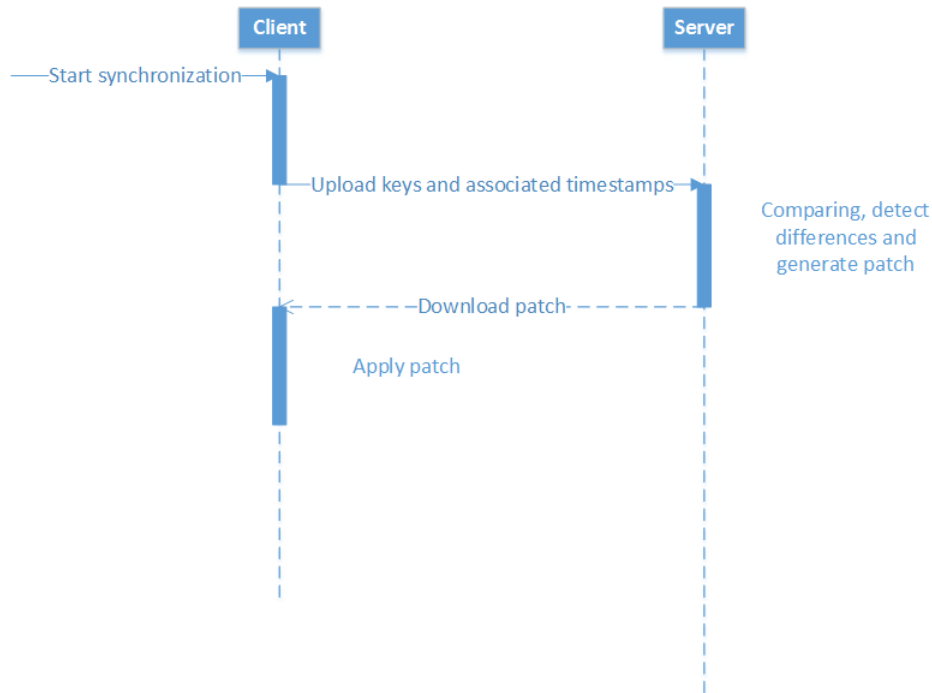 Client
Server
Start synchronization
Upload keys and associated timestamps
Comparing, detect
differences and
generate patch
Download patch
Apply patch